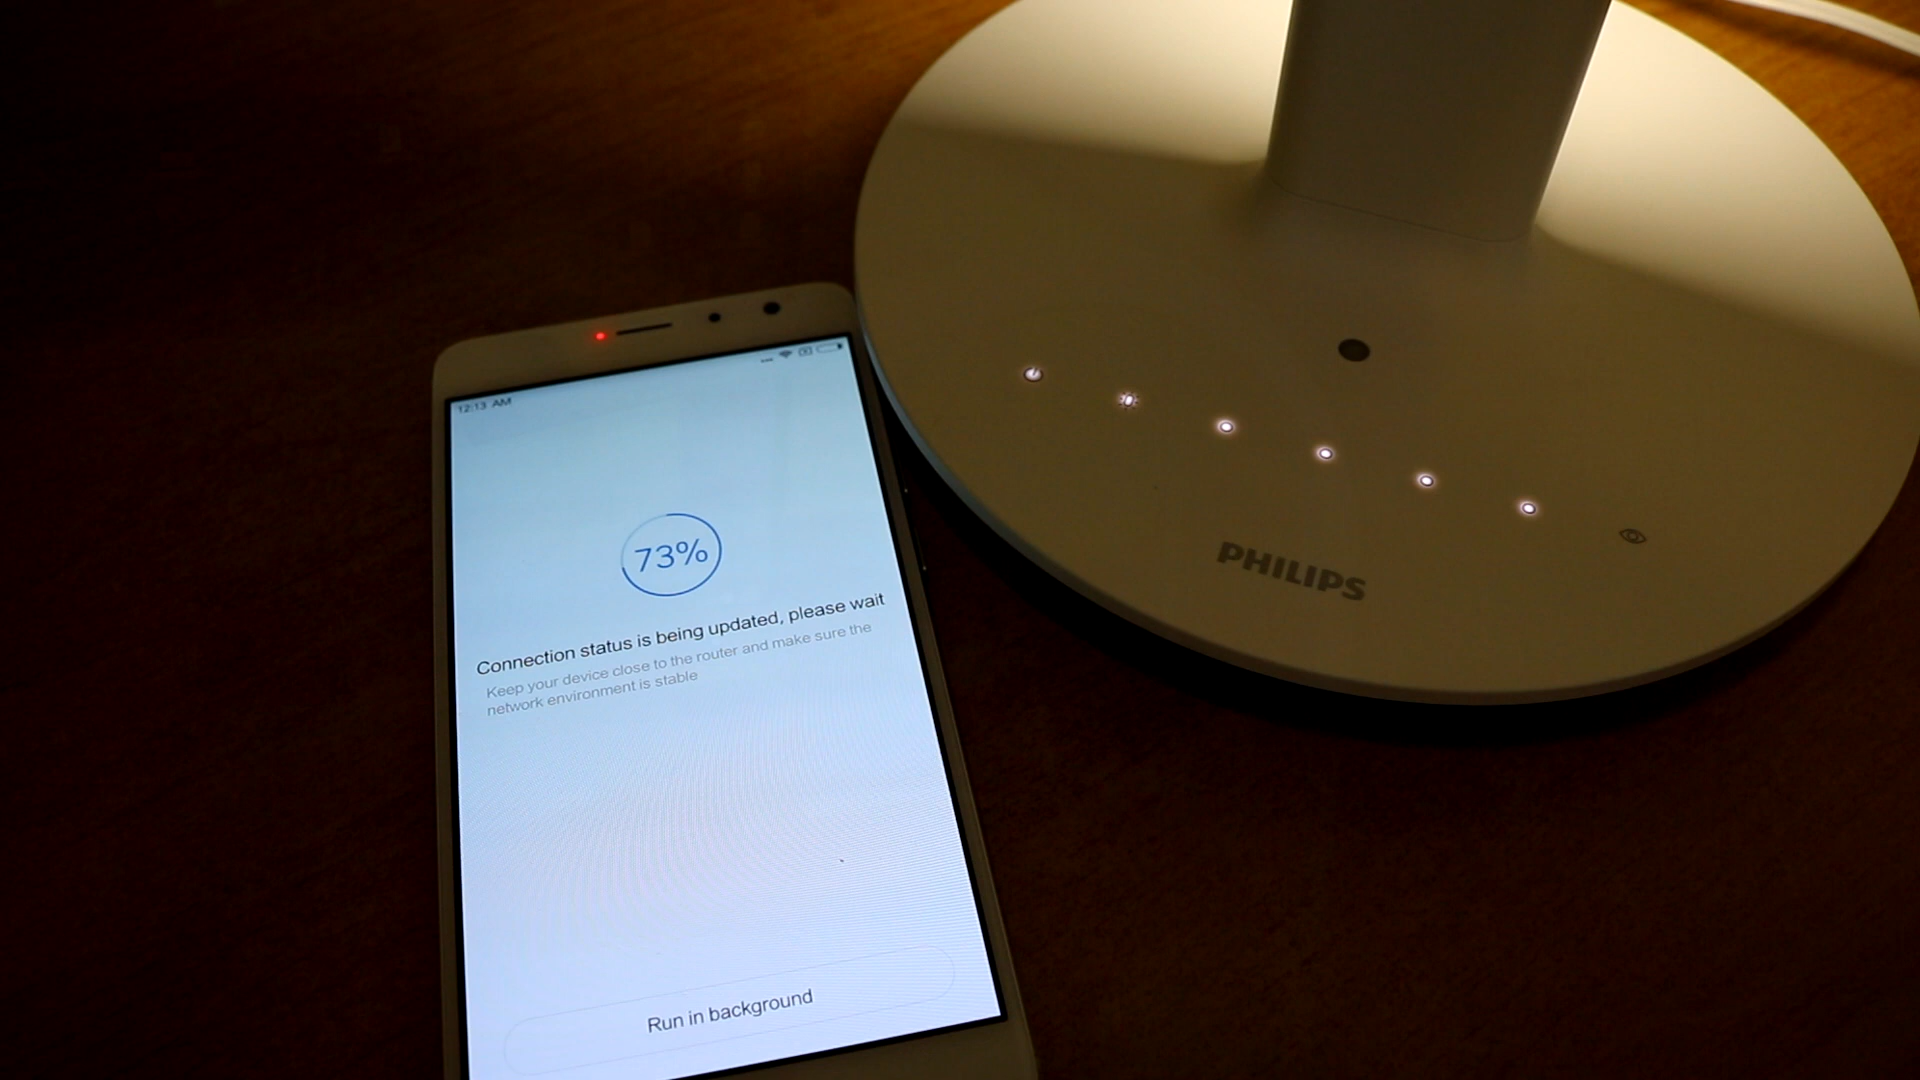 12:13 AM
73%
Connection status is being updated, please wait
Keep your device close to the router and make sure the
network environment is stable
Run in background
PHILIPS